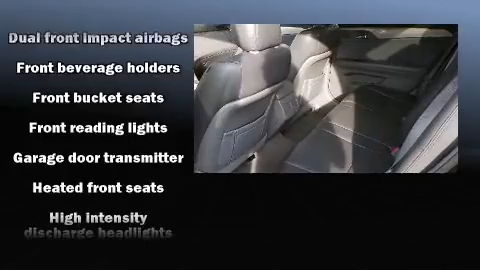 Dual front impact airbags
Front beverage holders
Front bucket seats
Front reading lights
Garage door transmitter
Heated front seats
High intensity
discharge headlights